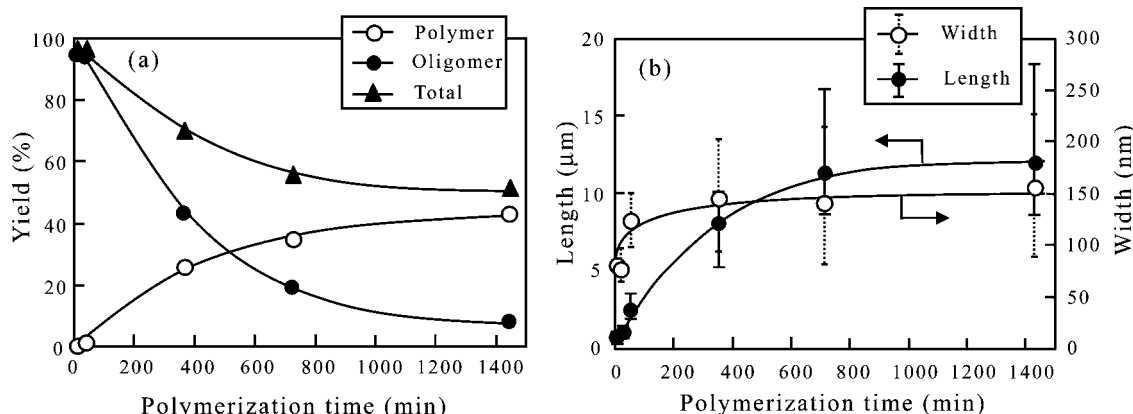 (a)
Polymer
Oligomer
Total
Yield (%)
100
80
60
40
20
0
0 200 400 600 800 1000 1200 1400
Polymerization time (min)
(b)
Width
Length
Length (μm)
20
15
10
5
0
Width (nm)
300
250
200
150
100
50
0
0 200 400 600 800 1000 1200 1400
Polymerization time (min)